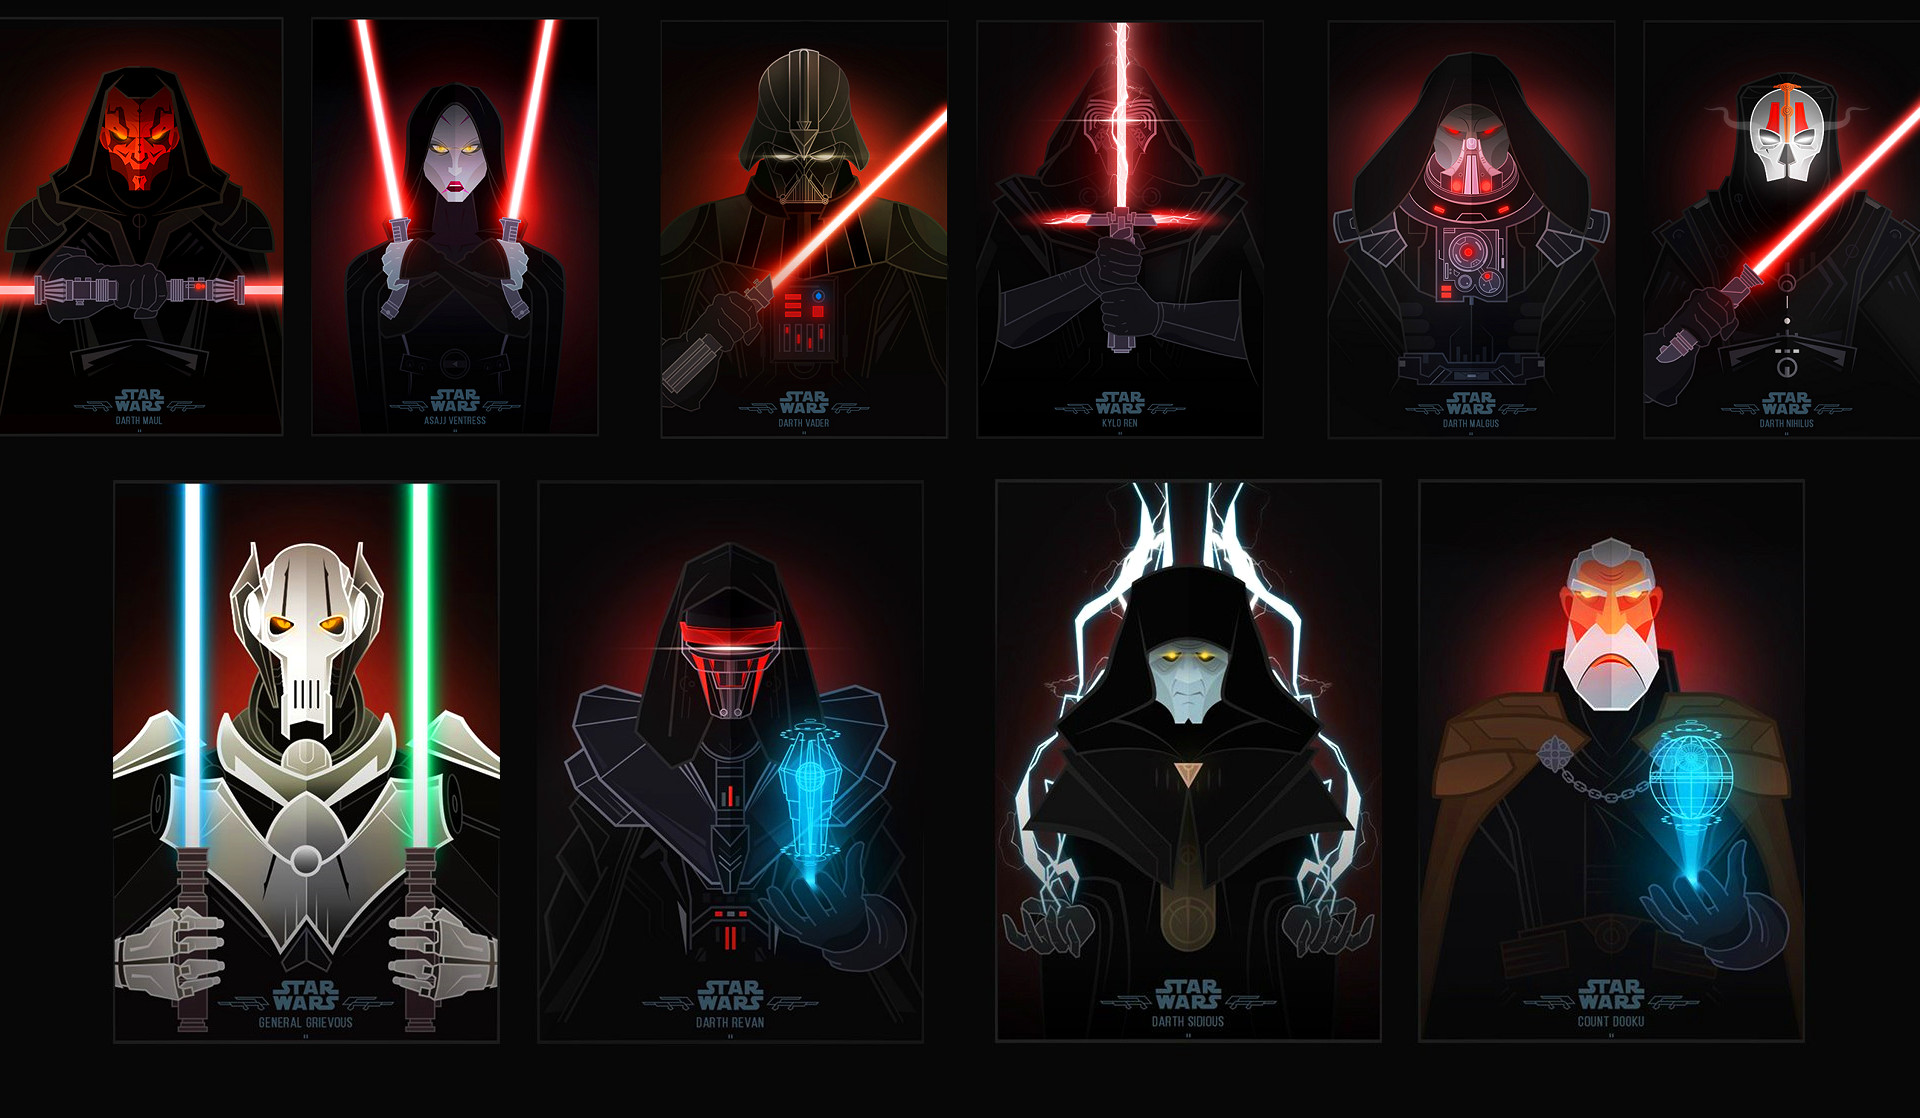 STAR
WARS
DARTH MAUL
STAR
WARS
ASAJJ VENTRESS
STAR
WARS
DARTH VADER
STAR
WARS
KYLO REN
STAR
WARS
DARTH MALGUS
STAR
WARS
DARTH NIHILUS
STAR
WARS
GENERAL GRIEVOUS
STAR
WARS
DARTH REVAN
STAR
WARS
DARTH SIDIOUS
STAR
WARS
COUNT DOOKU